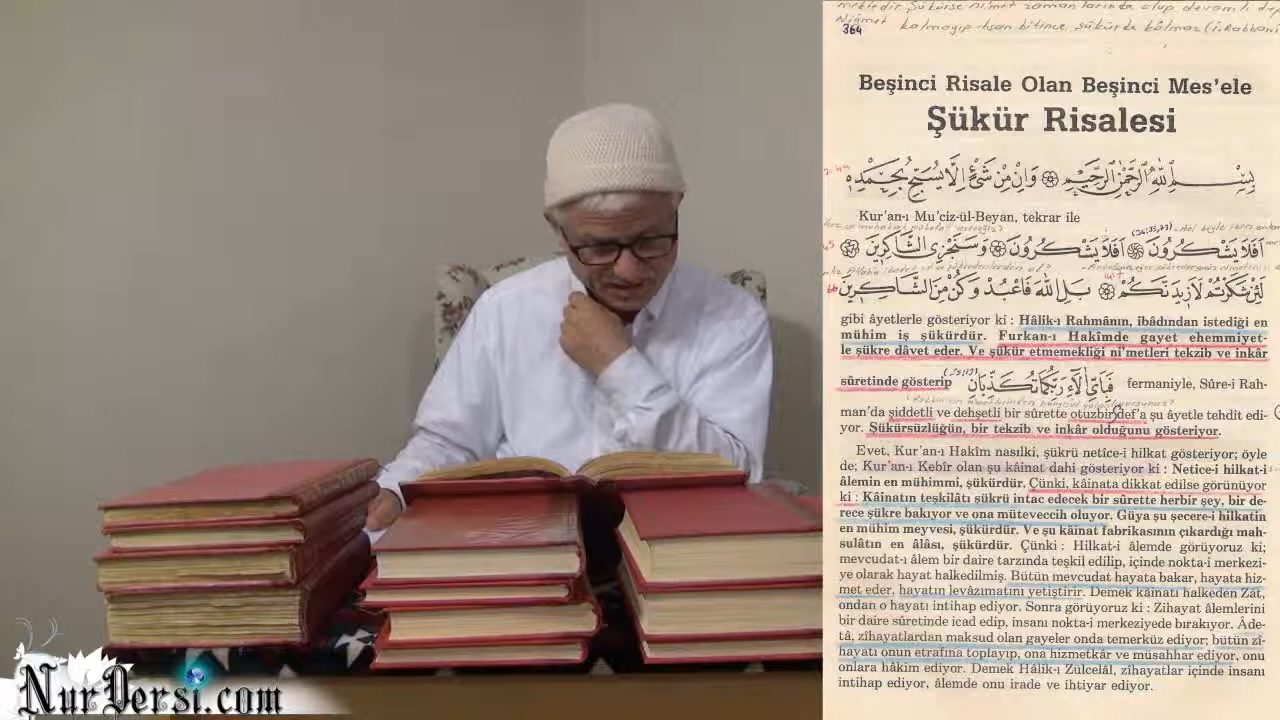 364
Beşinci Risale Olan Beşinci Mes'ele
Şükür Risalesi
بِسْمِ اللّٰهِ الرَّحْمٰنِ الرَّحِيمِ ۞ وَاِنْ مِنْ شَيْءٍ اِلَّا يُسَبِّحُ بِحَمْدِهِ
Kur'an-ı Mu'ciz-ül-Beyan, tekrar ile
اَفَلَا يَشْكُرُونَ ۞ اَفَلَا يَشْكُرُونَ ۞ وَسَنَجْزِى الشَّاكِرِينَ ۞
لَئِنْ شَكَرْتُمْ لَاَزِيدَنَّكُمْ ۞ بَلِ اللّٰهَ فَاعْبُدْ وَكُنْ مِنَ الشَّاكِرِينَ
gibi âyetlerle gösteriyor ki : Hâlik-ı Rahmânın, ibâdından istediği en
mühim iş şükürdür. Furkan-ı Hakîmde gayet ehemmiyet-
le şükre dâvet eder. Ve şükür etmemekliği ni'metleri tekzib ve inkâr
sûretinde gösterip فَبِاَىِّ اٰلَاءِ رَبِّكُمَا تُكَذِّبَانِ fermaniyle, Sûre-i Rah-
man'da şiddetli ve dehşetli bir sûrette otuzbir def'a şu âyetle tehdit edi-
yor. Şükürsüzlüğün, bir tekzib ve inkâr olduğunu gösteriyor.
Evet, Kur'an-ı Hakîm nasılki, şükrü netice-i hilkat gösteriyor; öyle
de; Kur'an-ı Kebîr olan şu kâinat dahi gösteriyor ki : Netice-i hilkat-i
âlemin en mühimmi, şükürdür. Çünki, kâinata dikkat edilse görünüyor
ki : Kâinatın teşkilâtı şükrü intac edecek bir sûrette herbir şey, bir de-
rece şükre bakıyor ve ona müteveccih oluyor. Güya şu şecere-i hilkatin
en mühim meyvesi, şükürdür. Ve şu kâinat fabrikasının çıkardığı mah-
sulâtın en âlâsı, şükürdür. Çünki : Hilkat-i âlemde görüyoruz ki;
mevcudat-ı âlem bir daire tarzında teşkil edilip, içinde nokta-i merkezi-
ye olarak hayat halkedilmiş. Bütün mevcudat hayata bakar, hayata hiz-
met eder, hayatın levâzımatını yetiştirir. Demek kâinatı halkeden Zât,
ondan o hayatı intihap ediyor. Sonra görüyoruz ki : Zîhayat âlemlerini
bir daire sûretinde icad edip, insanı nokta-i merkeziyede bırakıyor. Âde-
tâ, zîhayatlardan maksud olan gayeler onda temerküz ediyor; bütün zî-
hayatı onun etrafına toplayıp, ona hizmetkâr ve müsahhar ediyor, onu
onlara hâkim ediyor. Demek Hâlik-ı Zülcelâl, zîhayatlar içinde insanı
intihap ediyor, âlemde onu irade ve ihtiyar ediyor.
NurDersi.com